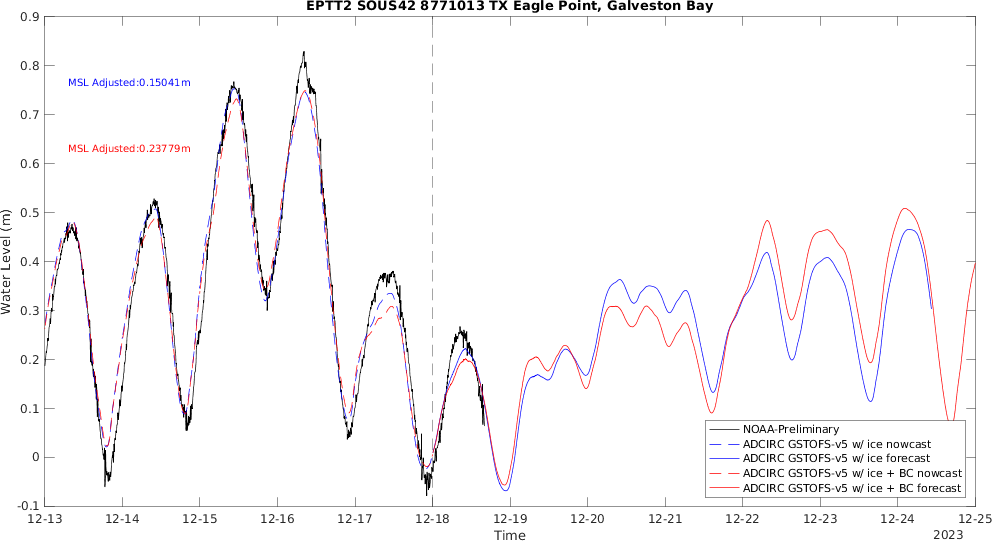 EPTT2 SOUS42 8771013 TX Eagle Point, Galveston Bay
0.9
0.8
0.7
0.6
0.5
0.4
0.3
0.2
0.1
0
-0.1
Water Level (m)
MSL Adjusted:0.15041m
MSL Adjusted:0.23779m
NOAA-Preliminary
ADCIRC GSTOFS-v5 w/ ice nowcast
ADCIRC GSTOFS-v5 w/ ice forecast
ADCIRC GSTOFS-v5 w/ ice + BC nowcast
ADCIRC GSTOFS-v5 w/ ice + BC forecast
12-13 12-14 12-15 12-16 12-17 12-18 12-19 12-20 12-21 12-22 12-23 12-24 12-25
Time
2023